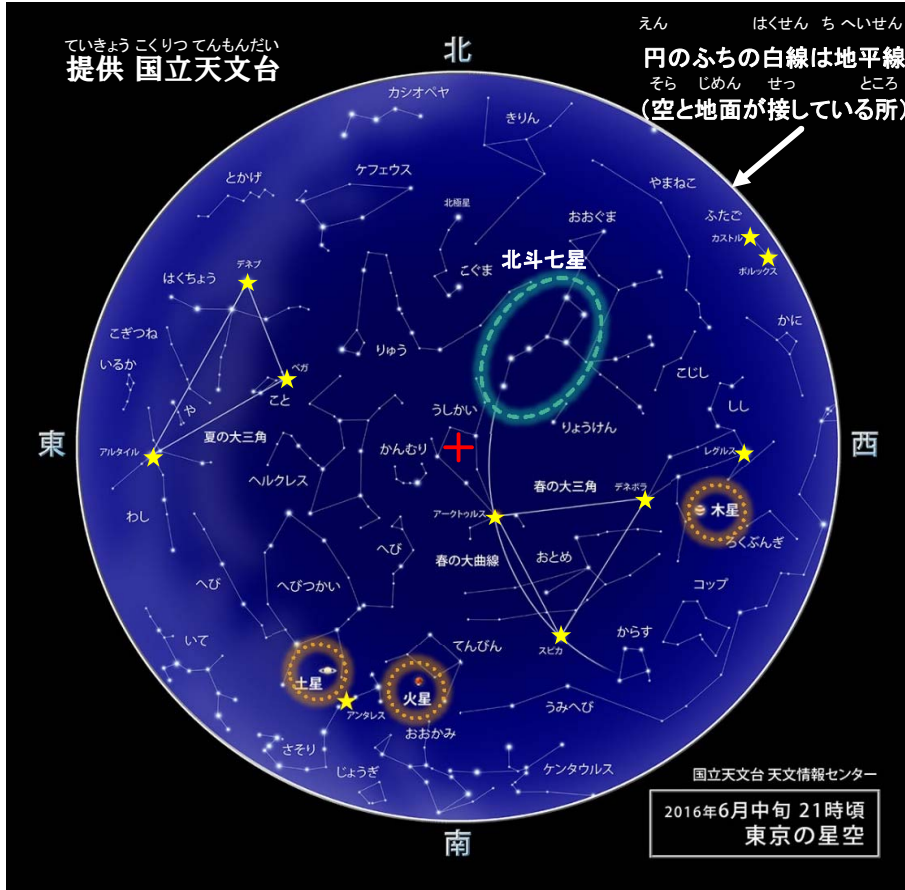 ていきょう こくりつ てんもんだい
提供 国立天文台
えん はくせん ち へいせん
円のふちの白線は地平線
そら じめん せっ ところ
(空と地面が接している所)
北
カシオペヤ
きりん
ケフェウス
とかげ
やまねこ
北極星
おおぐま
ふたご
カストル
ポルックス
北斗七星
デネブ
はくちょう
こぐま
かに
こぎつね
りゅう
いるか
ベガ
こと
こじし
しし
や
うしかい
りょうけん
東
夏の大三角
かんむり
西
アルタイル
レグルス
ヘルクレス
春の大三角
デネボラ
わし
アークトゥルス
木星
ろくぶんぎ
へび
春の大曲線
おとめ
へび
へびつかい
コップ
いて
てんびん
からす
スピカ
土星
火星
アンタレス
うみへび
おおかみ
さそり
じょうぎ
ケンタウルス
南
国立天文台 天文情報センター
2016年6月中旬 21時頃
東京の星空